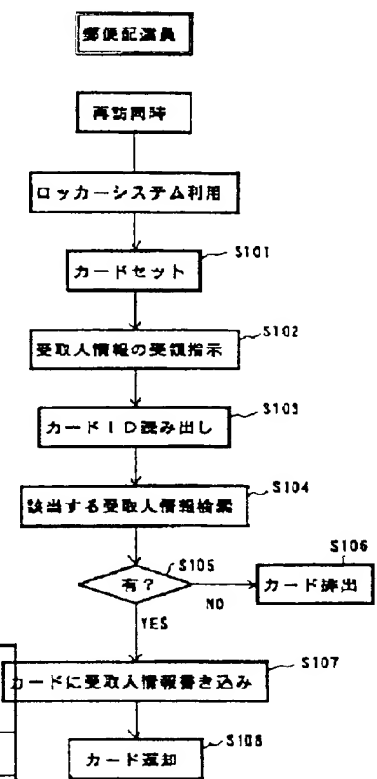 郵便配達員
再訪問時
ロッカーシステム利用
S101
カードセット
S102
受取人情報の受領指示
S103
カードID読み出し
S104
該当する受取人情報検索
S105
有?
NO
S106
カード排出
YES
S107
カードに受取人情報書き込み
S108
カード返却